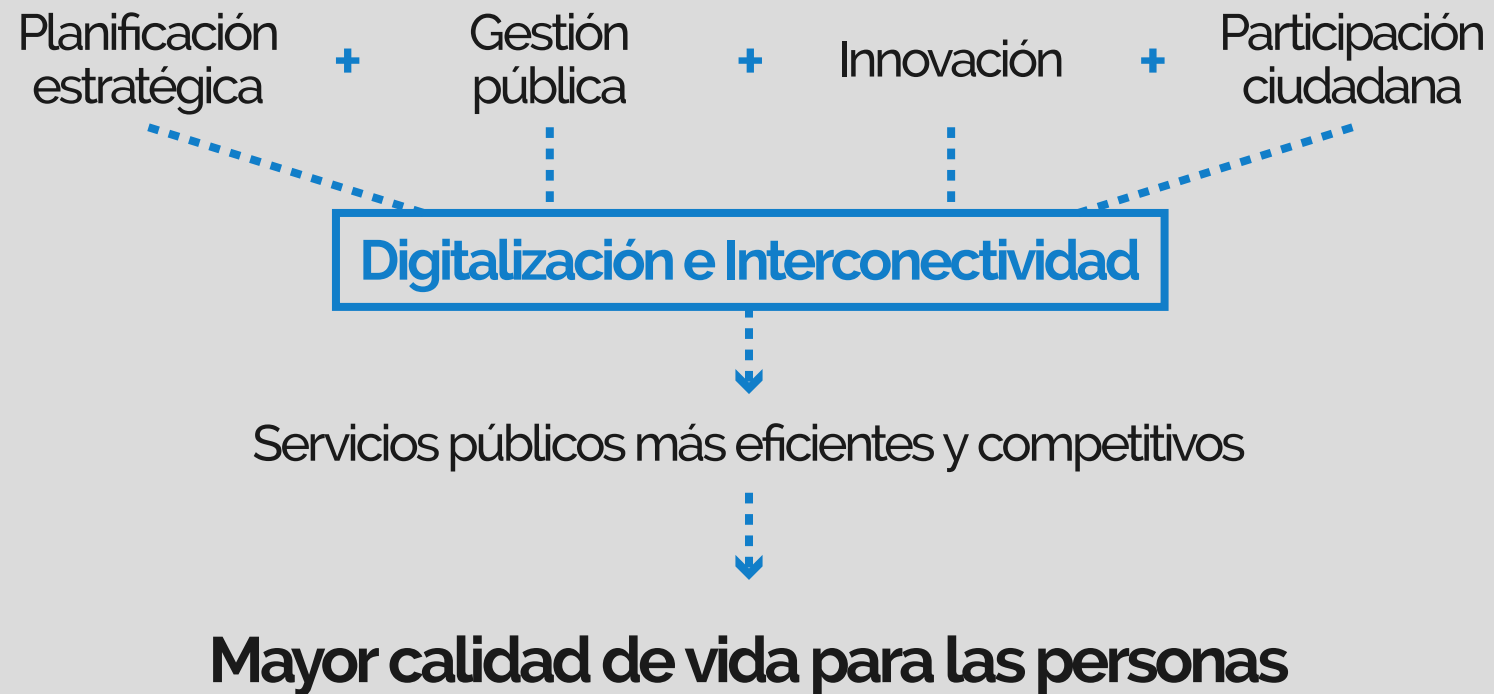 Planificación
estratégica
+
Gestión
pública
+
Innovación
+
Participación
ciudadana
Digitalización e Interconectividad
Servicios públicos más eficientes y competitivos
Mayor calidad de vida para las personas